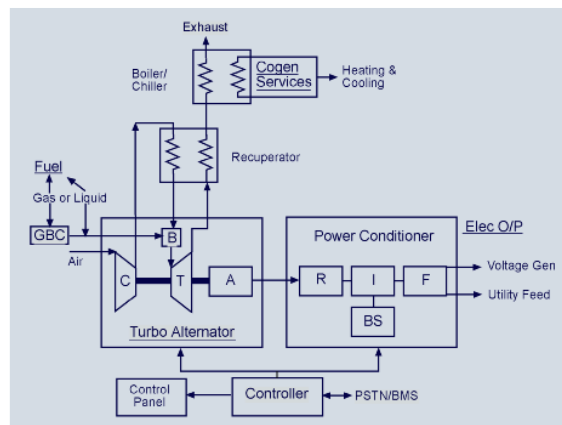 Exhaust
Boiler/
Chiller
Cogen
Services
Heating &
Cooling
Recuperator
Fuel
Gas or Liquid
GBC
B
Air
C
T
A
Turbo Alternator
Power Conditioner
R
I
F
BS
Elec O/P
Voltage Gen
Utility Feed
Control
Panel
Controller
PSTN/BMS